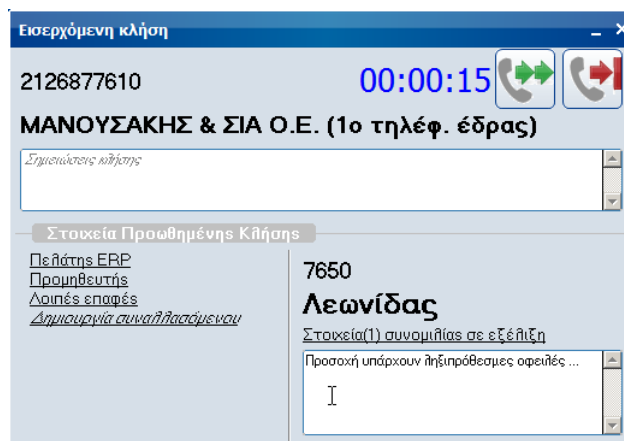 Εισερχόμενη κλήση
2126877610
00:00:15
ΜΑΝΟΥΣΑΚΗΣ & ΣΙΑ Ο.Ε. (1ο τηλέφ. έδρας)
Σημειώσεις κλήσης
Στοιχεία Προωθημένης Κλήσης
Πελάτης ERP
Προμηθευτής
Λοιπές επαφές
Δημιουργία συναλλασόμενου
7650
Λεωνίδας
Στοιχεία(1) συνομιλίας σε εξέλιξη
Προσοχή υπάρχουν ληξιπρόθεσμες οφειλές ...